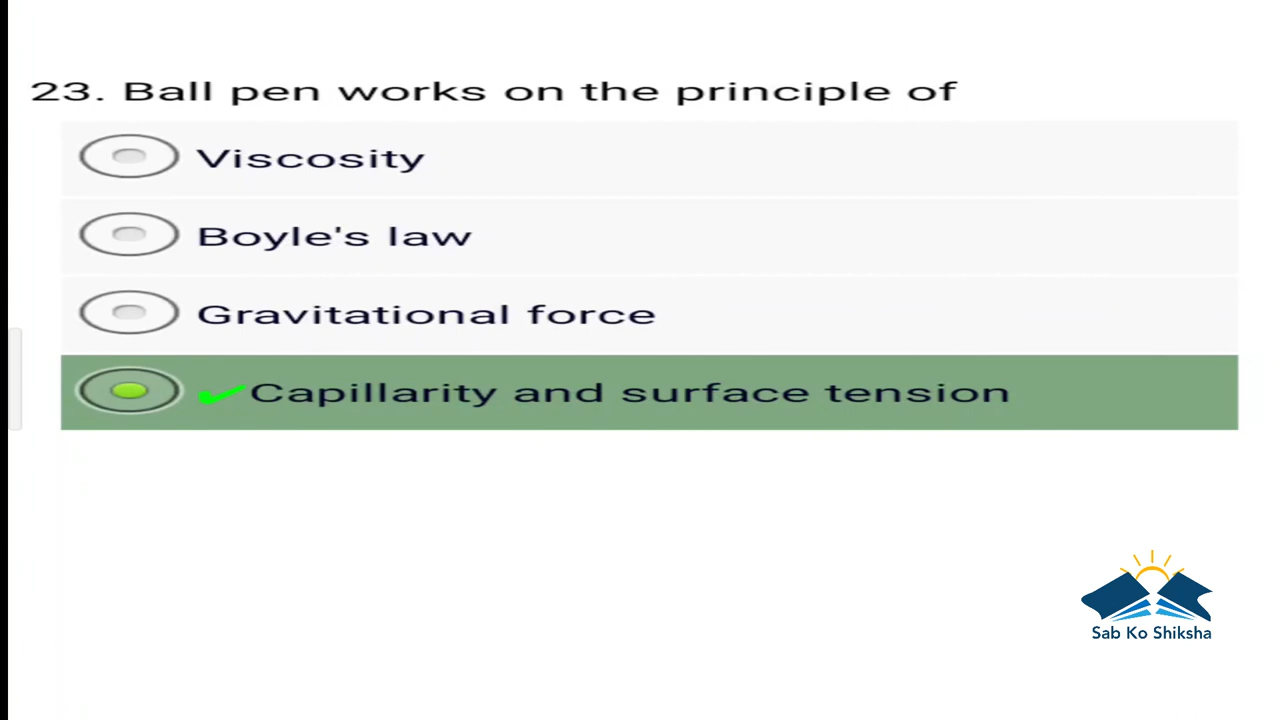 23. Ball pen works on the principle of
Viscosity
Boyle's law
Gravitational force
✔Capillarity and surface tension
Sab Ko Shiksha